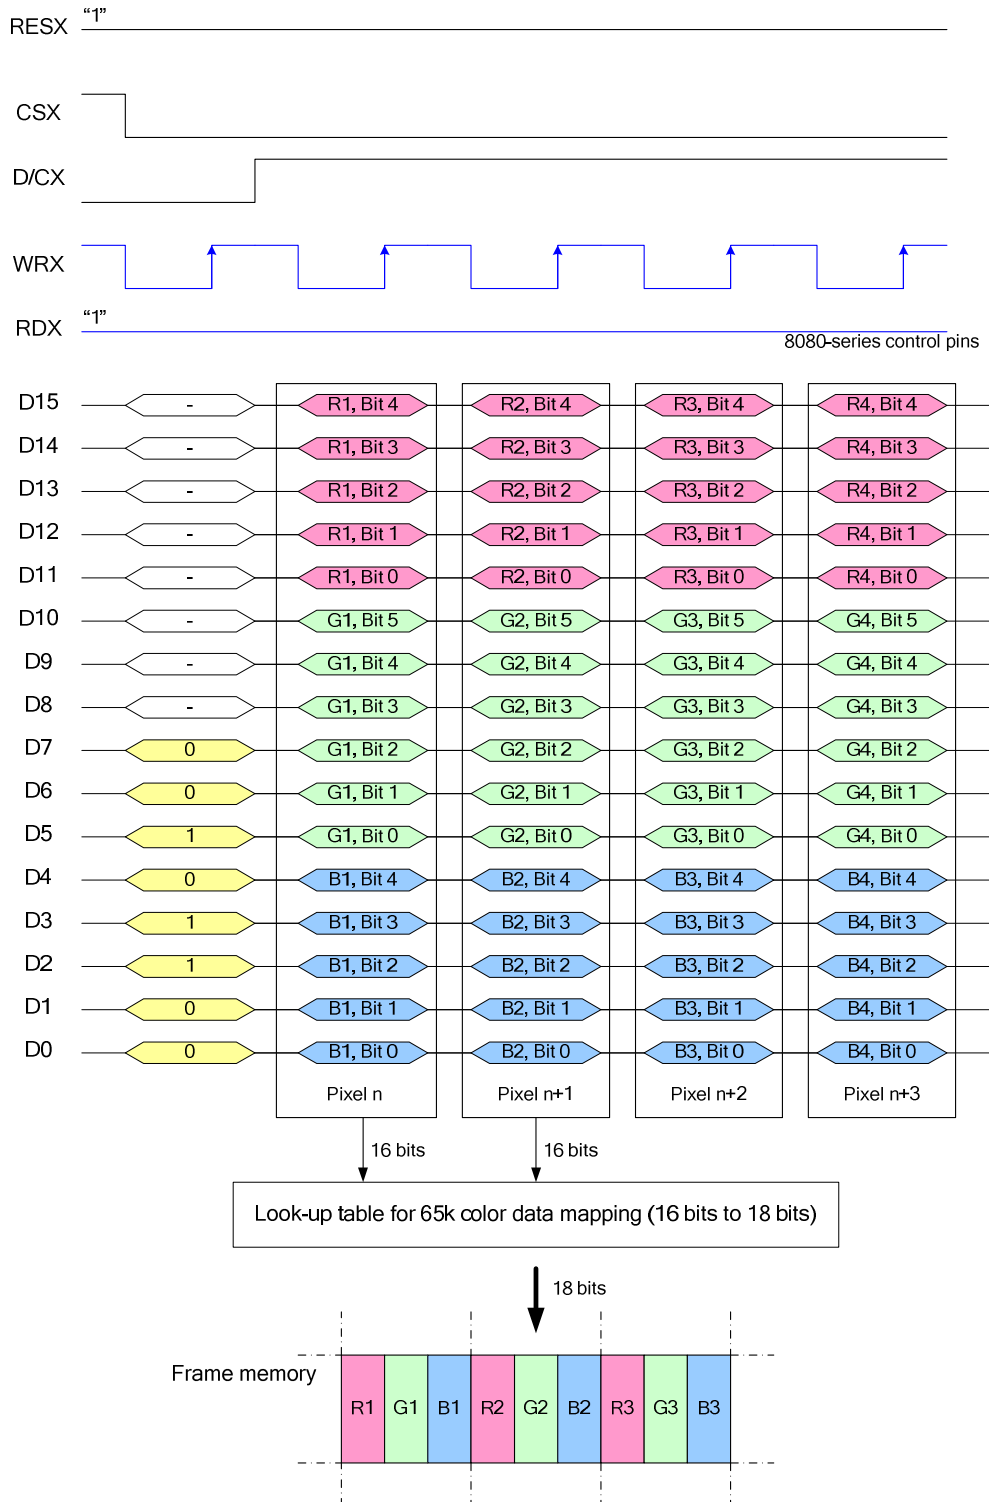 RESX “1”
CSX
D/CX
WRX
RDX “1”
8080-series control pins
D15 - R1, Bit 4 R2, Bit 4 R3, Bit 4 R4, Bit 4
D14 - R1, Bit 3 R2, Bit 3 R3, Bit 3 R4, Bit 3
D13 - R1, Bit 2 R2, Bit 2 R3, Bit 2 R4, Bit 2
D12 - R1, Bit 1 R2, Bit 1 R3, Bit 1 R4, Bit 1
D11 - R1, Bit 0 R2, Bit 0 R3, Bit 0 R4, Bit 0
D10 - G1, Bit 5 G2, Bit 5 G3, Bit 5 G4, Bit 5
D9 - G1, Bit 4 G2, Bit 4 G3, Bit 4 G4, Bit 4
D8 - G1, Bit 3 G2, Bit 3 G3, Bit 3 G4, Bit 3
D7 0 G1, Bit 2 G2, Bit 2 G3, Bit 2 G4, Bit 2
D6 0 G1, Bit 1 G2, Bit 1 G3, Bit 1 G4, Bit 1
D5 1 G1, Bit 0 G2, Bit 0 G3, Bit 0 G4, Bit 0
D4 0 B1, Bit 4 B2, Bit 4 B3, Bit 4 B4, Bit 4
D3 1 B1, Bit 3 B2, Bit 3 B3, Bit 3 B4, Bit 3
D2 1 B1, Bit 2 B2, Bit 2 B3, Bit 2 B4, Bit 2
D1 0 B1, Bit 1 B2, Bit 1 B3, Bit 1 B4, Bit 1
D0 0 B1, Bit 0 B2, Bit 0 B3, Bit 0 B4, Bit 0
Pixel n Pixel n+1 Pixel n+2 Pixel n+3
16 bits 16 bits
Look-up table for 65k color data mapping (16 bits to 18 bits)
18 bits
Frame memory
R1 G1 B1 R2 G2 B2 R3 G3 B3